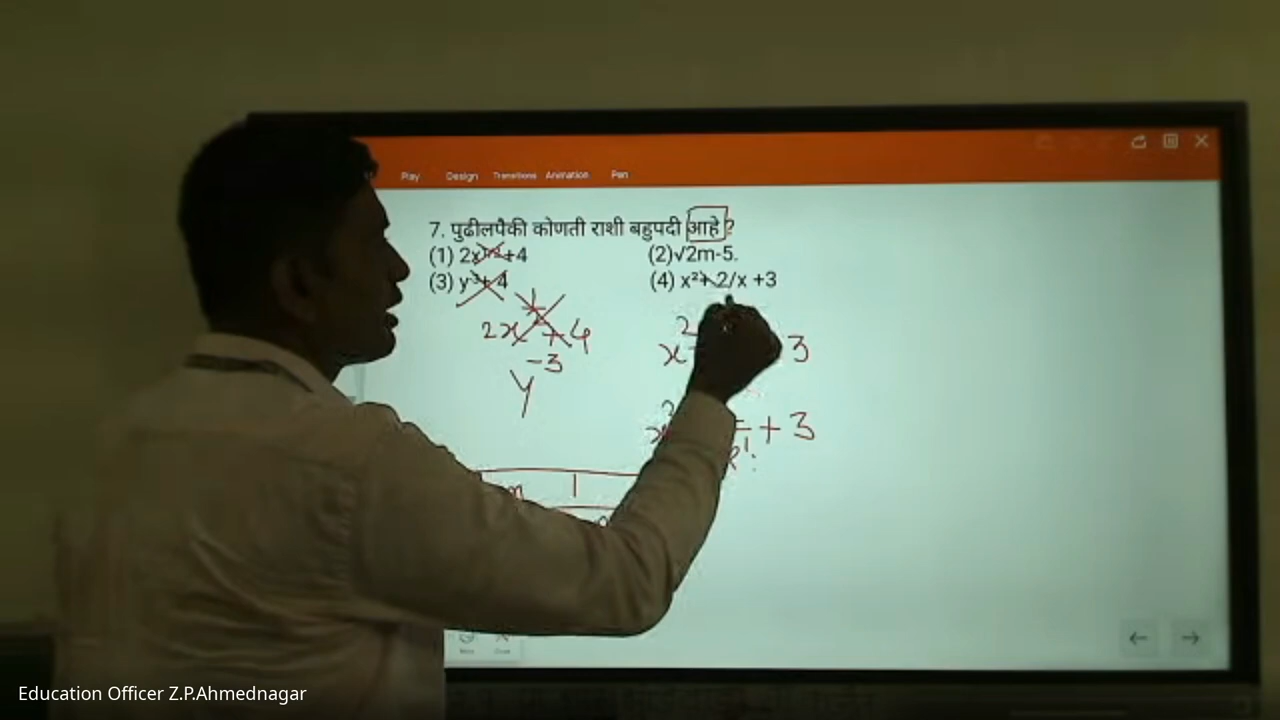 Play Design Transitions Animation Pen
7. पुढीलपैकी कोणती राशी बहुपदी आहे ?
(1) 2x +4 (2)√2m-5.
(3) y + 4 (4) x²+ 2/x +3
2x + 4
y⁻³
x² 3
+ 3
Education Officer Z.P.Ahmednagar